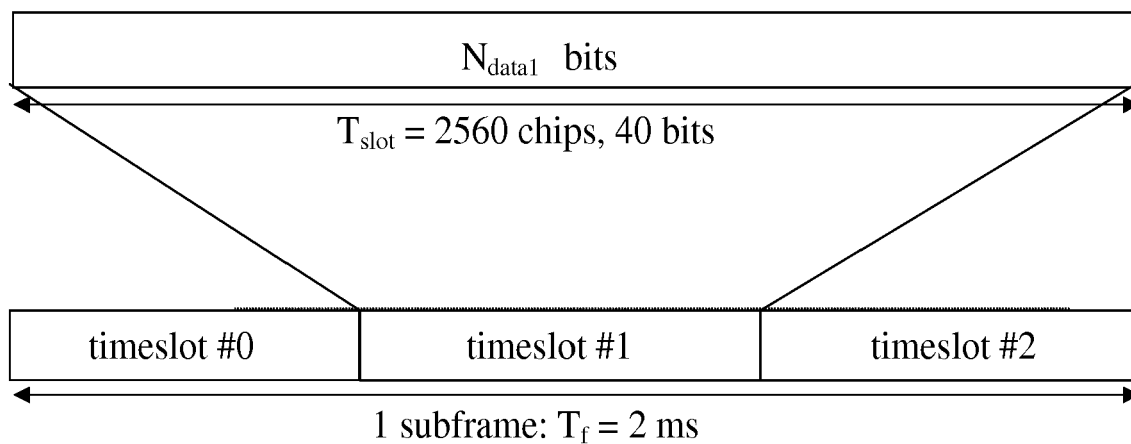 N_data1 bits
T_slot = 2560 chips, 40 bits
timeslot #0 timeslot #1 timeslot #2
1 subframe: T_f = 2 ms